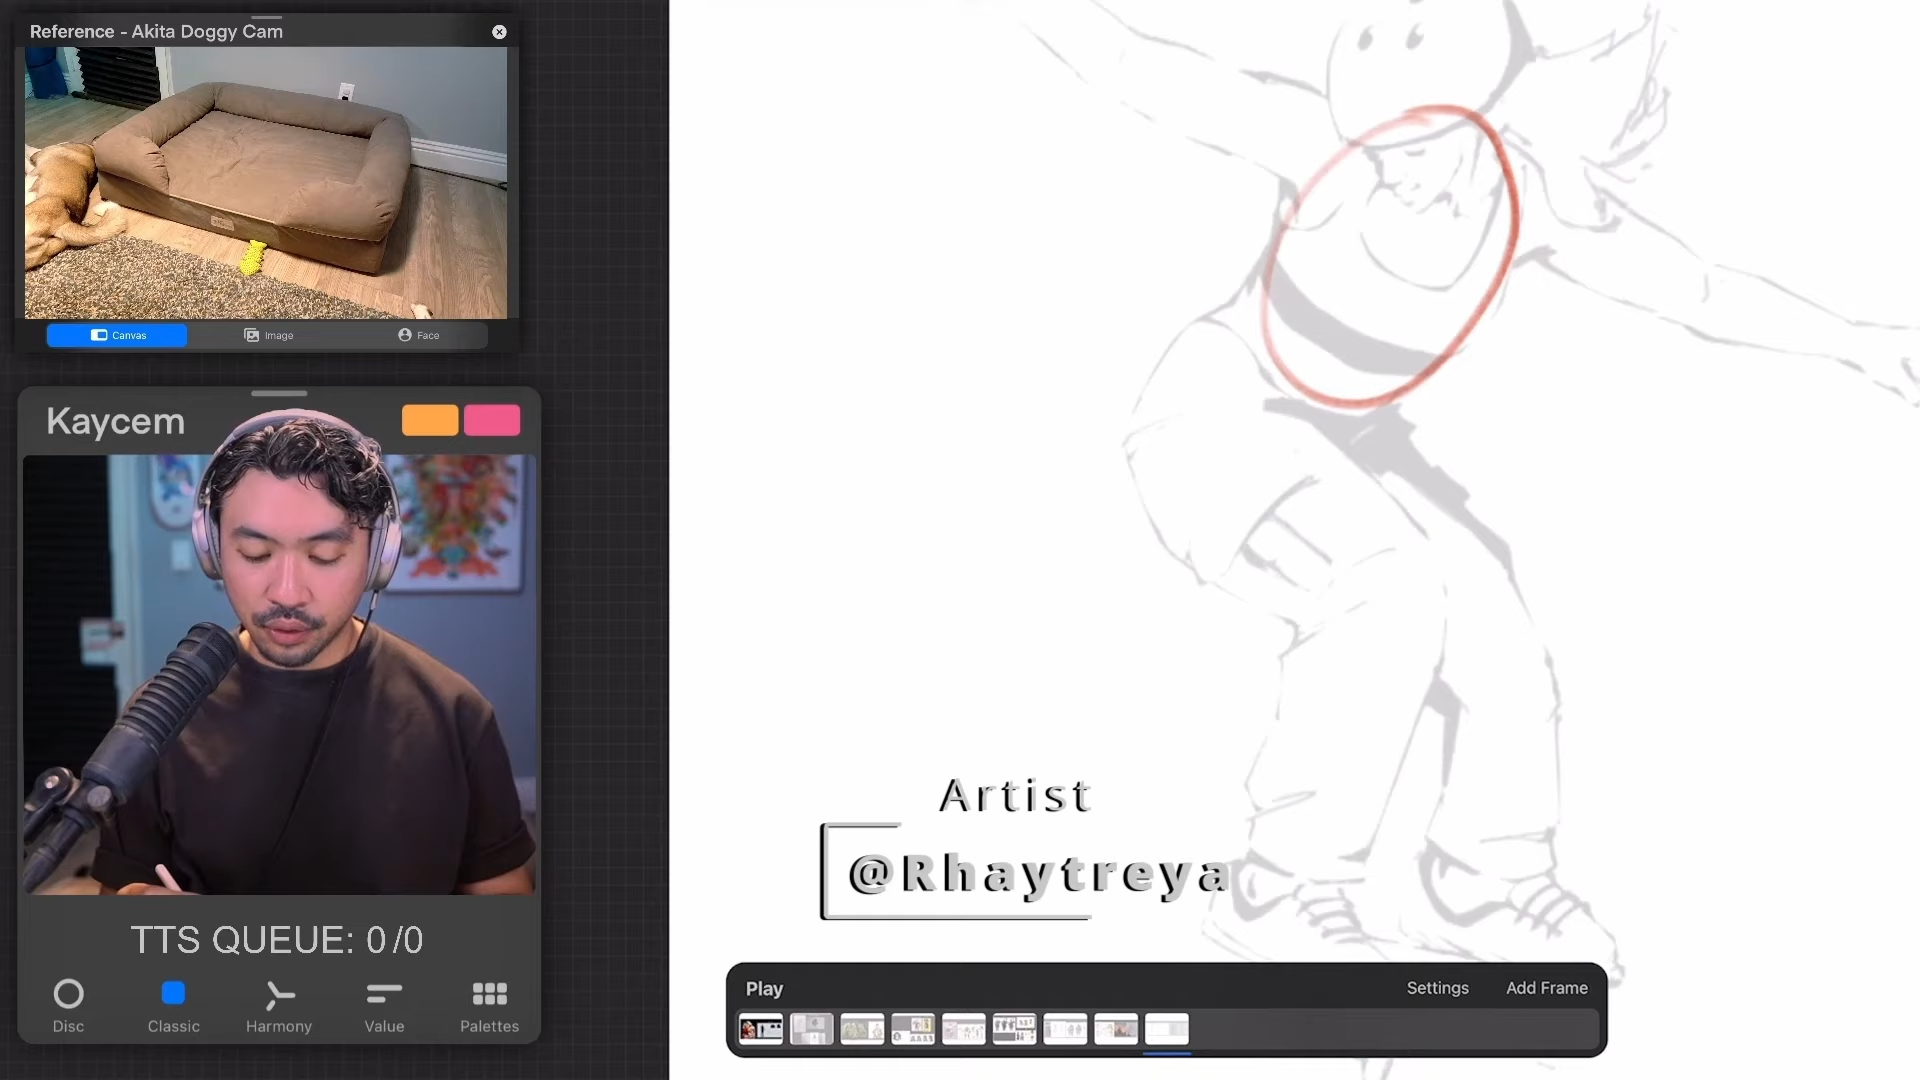 Reference - Akita Doggy Cam
Canvas
Image
Face
Kaycem
TTS QUEUE: 0/0
Disc
Classic
Harmony
Value
Palettes
Artist
@Rhaytreya
Play
Settings
Add Frame